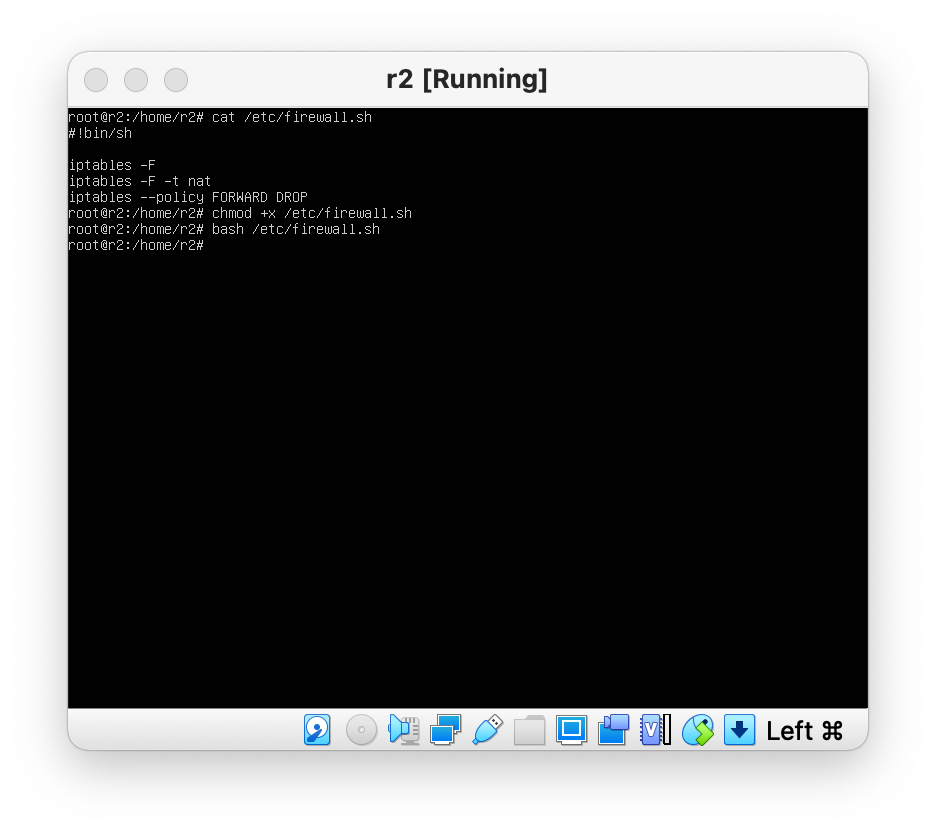 r2 [Running]
root@r2:/home/r2# cat /etc/firewall.sh
#!bin/sh
iptables -F
iptables -F -t nat
iptables --policy FORWARD DROP
root@r2:/home/r2# chmod +x /etc/firewall.sh
root@r2:/home/r2# bash /etc/firewall.sh
root@r2:/home/r2#
V
Left ⌘